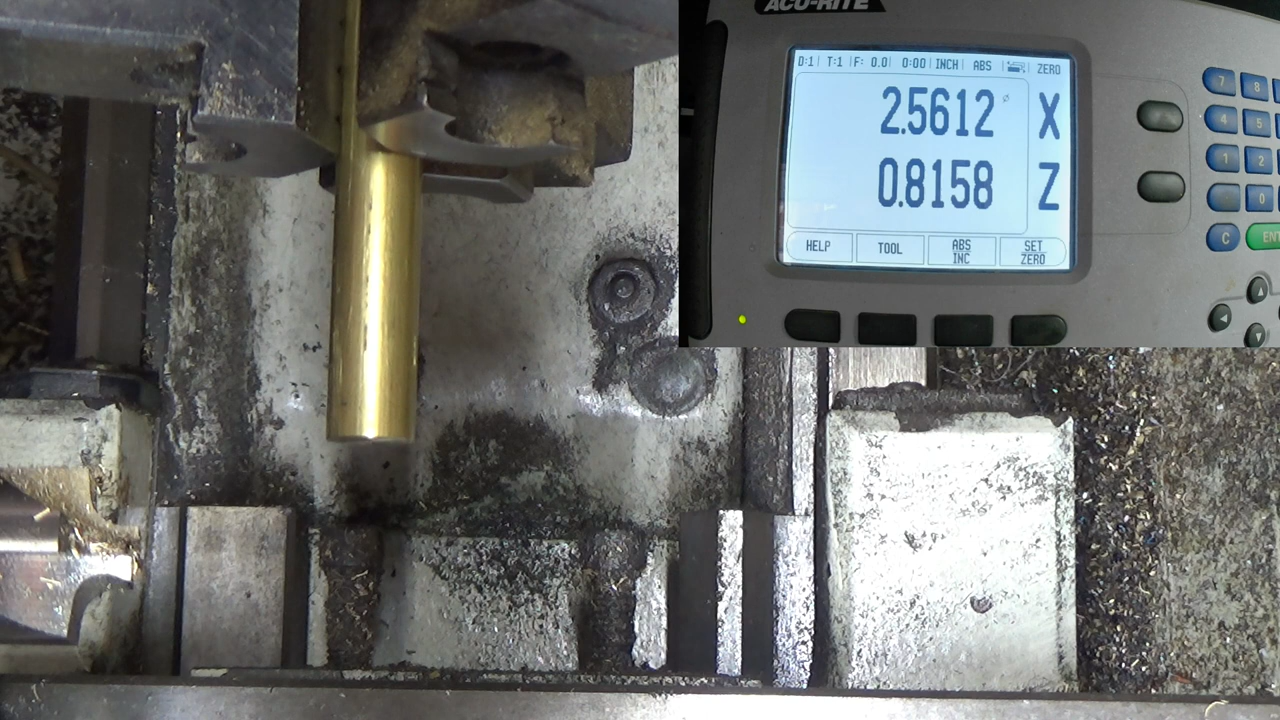 ACU-RITE
D:1 T:1 F: 0.0 0:00 INCH ABS ZERO
2.5612 ⌀ X
0.8158 Z
HELP TOOL ABS INC SET ZERO
7 8
4 5
1 2
0
C ENT